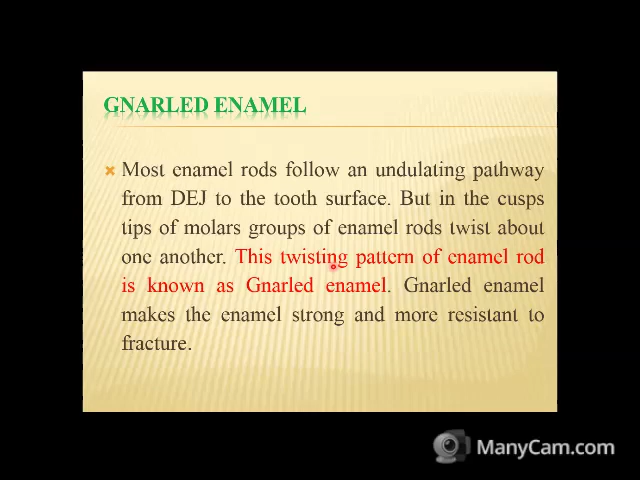 GNARLED ENAMEL
Most enamel rods follow an undulating pathway
from DEJ to the tooth surface. But in the cusps
tips of molars groups of enamel rods twist about
one another. This twisting pattern of enamel rod
is known as Gnarled enamel. Gnarled enamel
makes the enamel strong and more resistant to
fracture.
ManyCam.com